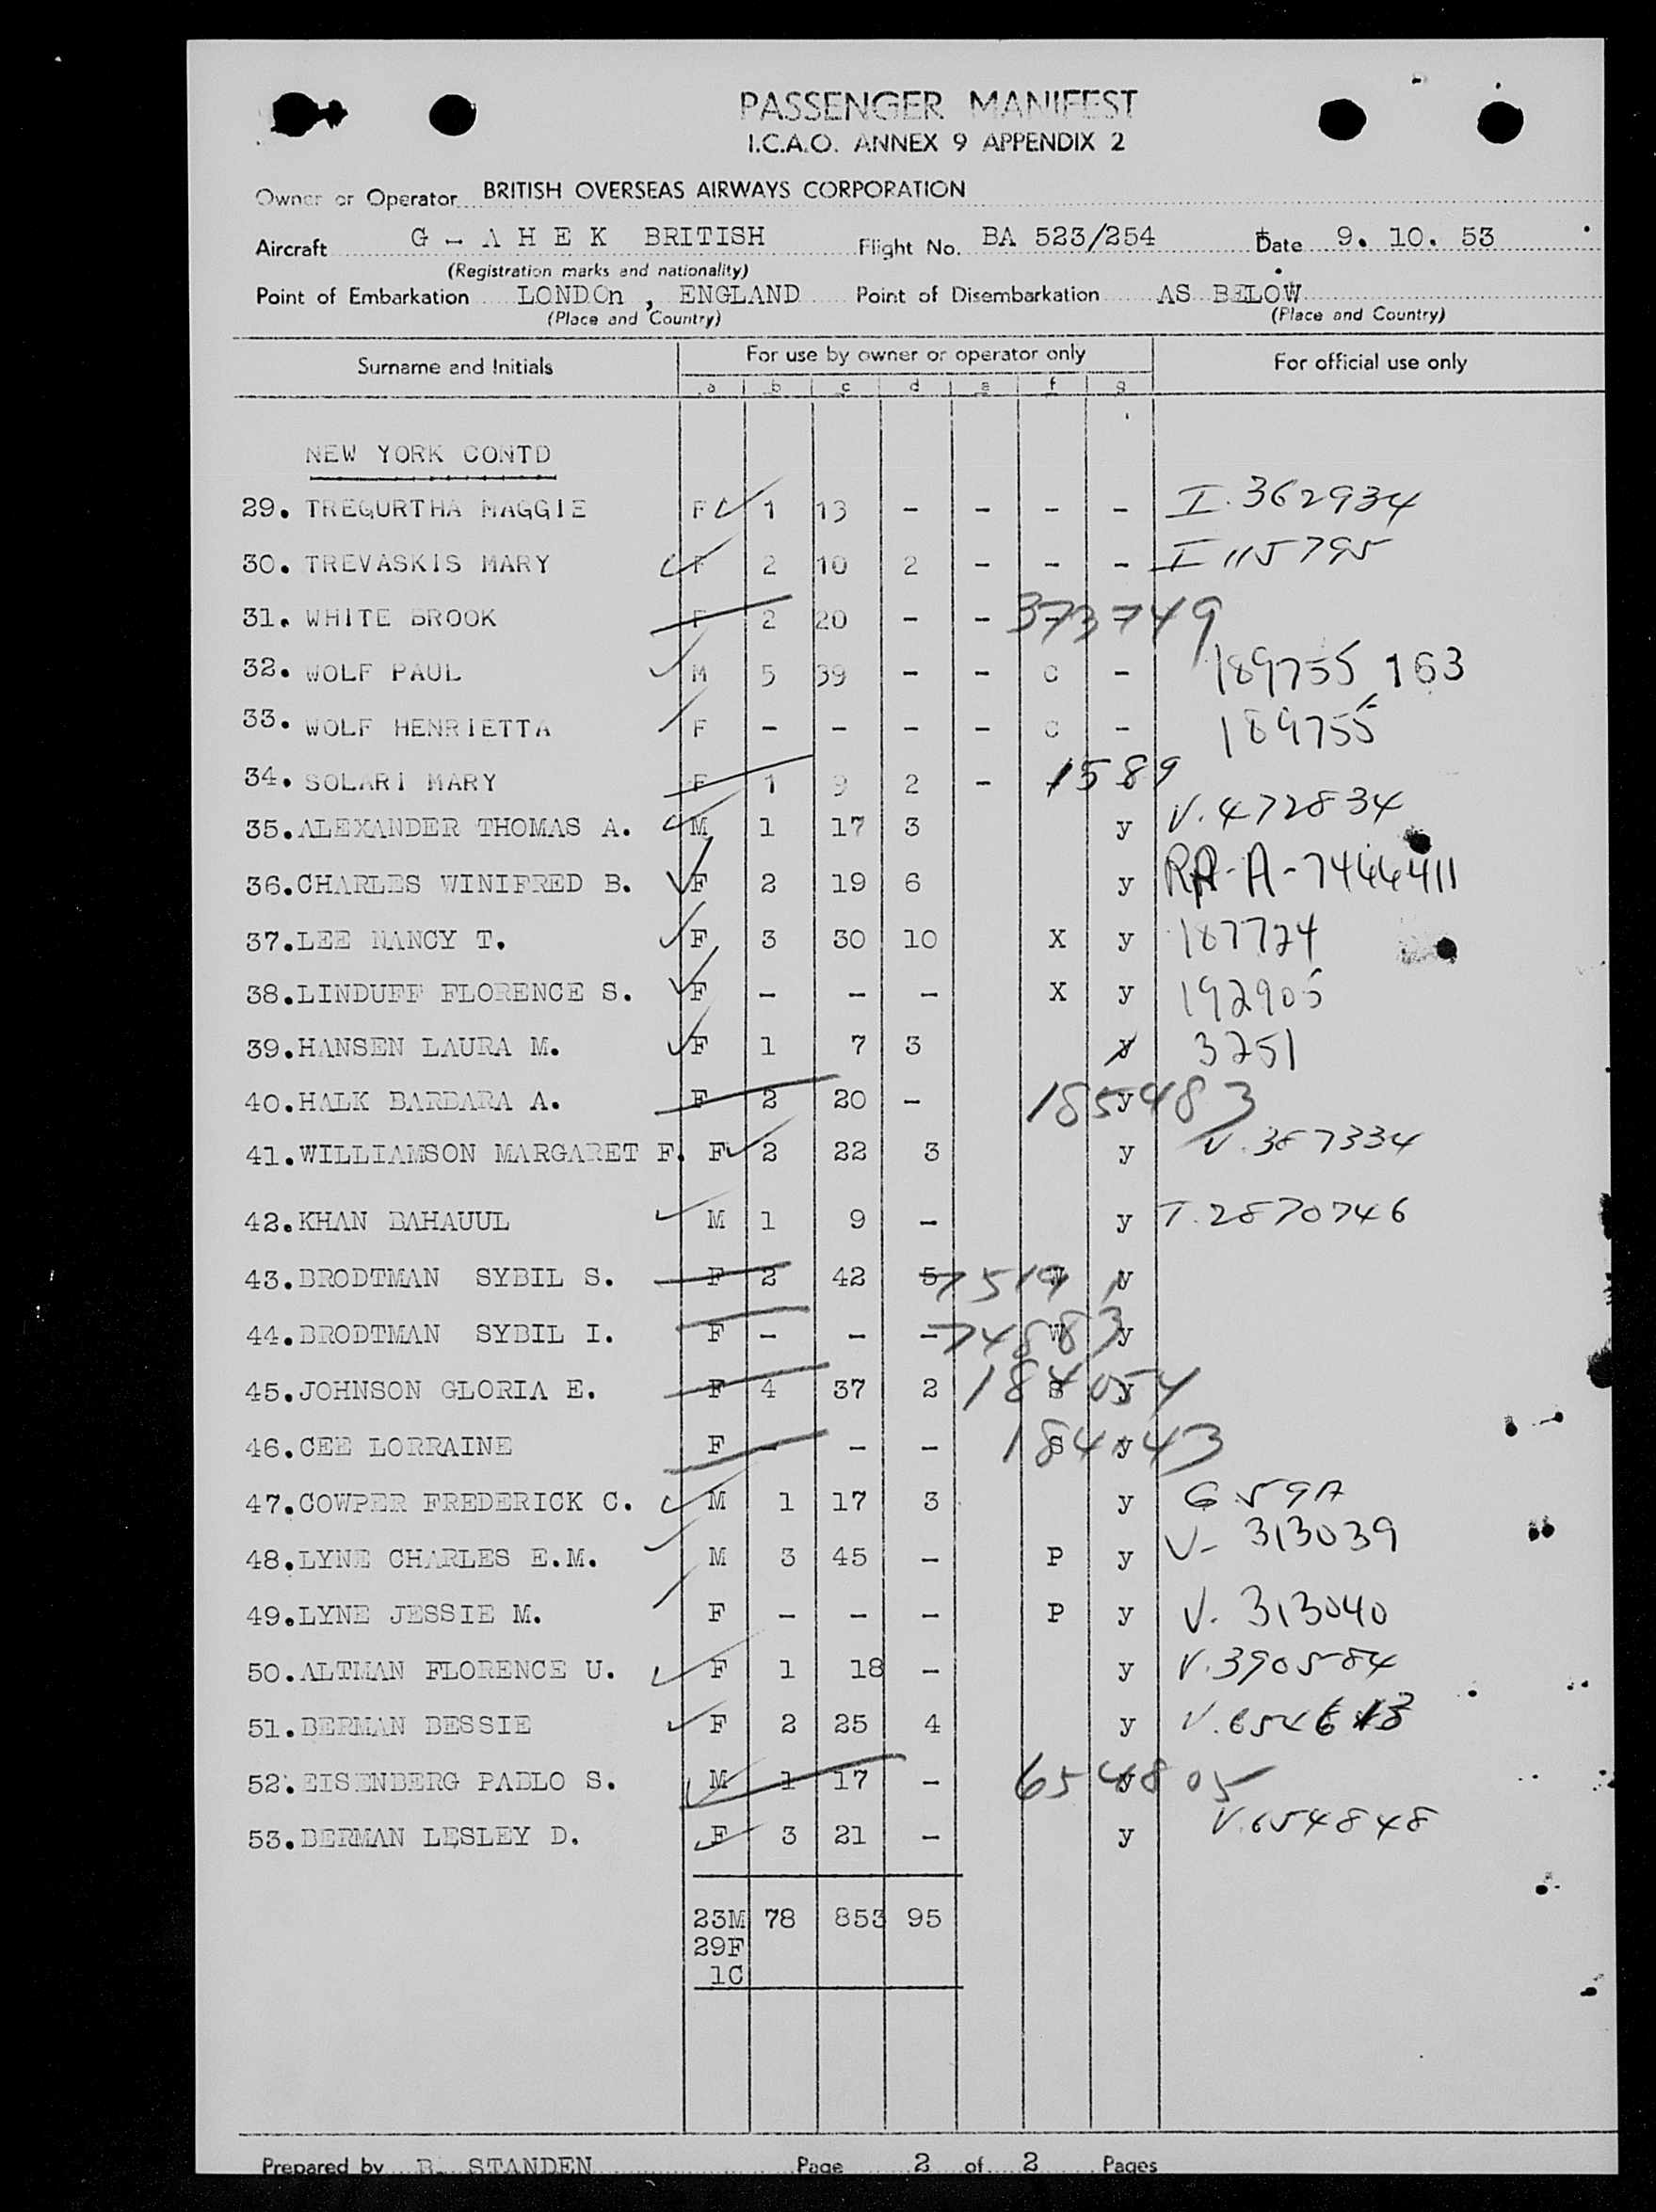 PASSENGER MANIFEST
I.C.A.O. ANNEX 9 APPENDIX 2
Owner or Operator BRITISH OVERSEAS AIRWAYS CORPORATION
Aircraft G - A H E K BRITISH Flight No. BA 523/254 Date 9. 10. 53
(Registration marks and nationality)
Point of Embarkation LONDOn , ENGLAND Point of Disembarkation AS BELOW
(Place and Country) (Place and Country)
Surname and Initials For use by owner or operator only For official use only
a b c d e f g
NEW YORK CONTD
29. TREGURTHA MAGGIE F 1 13 - - - - I.362934
30. TREVASKIS MARY F 2 10 2 - - - I 115795
31. WHITE BROOK F 2 20 - - 373749
32. WOLF PAUL M 5 39 - - C - 189755 163
33. WOLF HENRIETTA F - - - - C - 189755
34. SOLARI MARY F 1 9 2 - 1589
35. ALEXANDER THOMAS A. M 1 17 3 y V.472834
36. CHARLES WINIFRED B. F 2 19 6 y RA-A-7446411
37. LEE NANCY T. F 3 30 10 X y 187724
38. LINDUFF FLORENCE S. F - - - X y 192905
39. HANSEN LAURA M. F 1 7 3 y 3251
40. HALK BARBARA A. F 2 20 - y 185483
41. WILLIAMSON MARGARET F. F 2 22 3 y V.387334
42. KHAN BAHAUUL M 1 9 - y T.2870746
43. BRODTMAN SYBIL S. F 2 42 5 7519 W y
44. BRODTMAN SYBIL I. F - - - 74883 W y
45. JOHNSON GLORIA E. F 4 37 2 184054 S y
46. CEE LORRAINE F - - - S y
47. COWPER FREDERICK C. M 1 17 3 y G 59A
48. LYNE CHARLES E.M. M 3 45 - P y V- 313039
49. LYNE JESSIE M. F - - - P y V. 313040
50. ALTMAN FLORENCE U. F 1 18 - y V.390584
51. BERMAN BESSIE F 2 25 4 y
52. EISENBERG PABLO S. M 1 17 - y 654805
53. BERMAN LESLEY D. F 3 21 - y V.654848
23M 78 853 95
29F
1C
Prepared by B. STANDEN Page 2 of 2 Pages